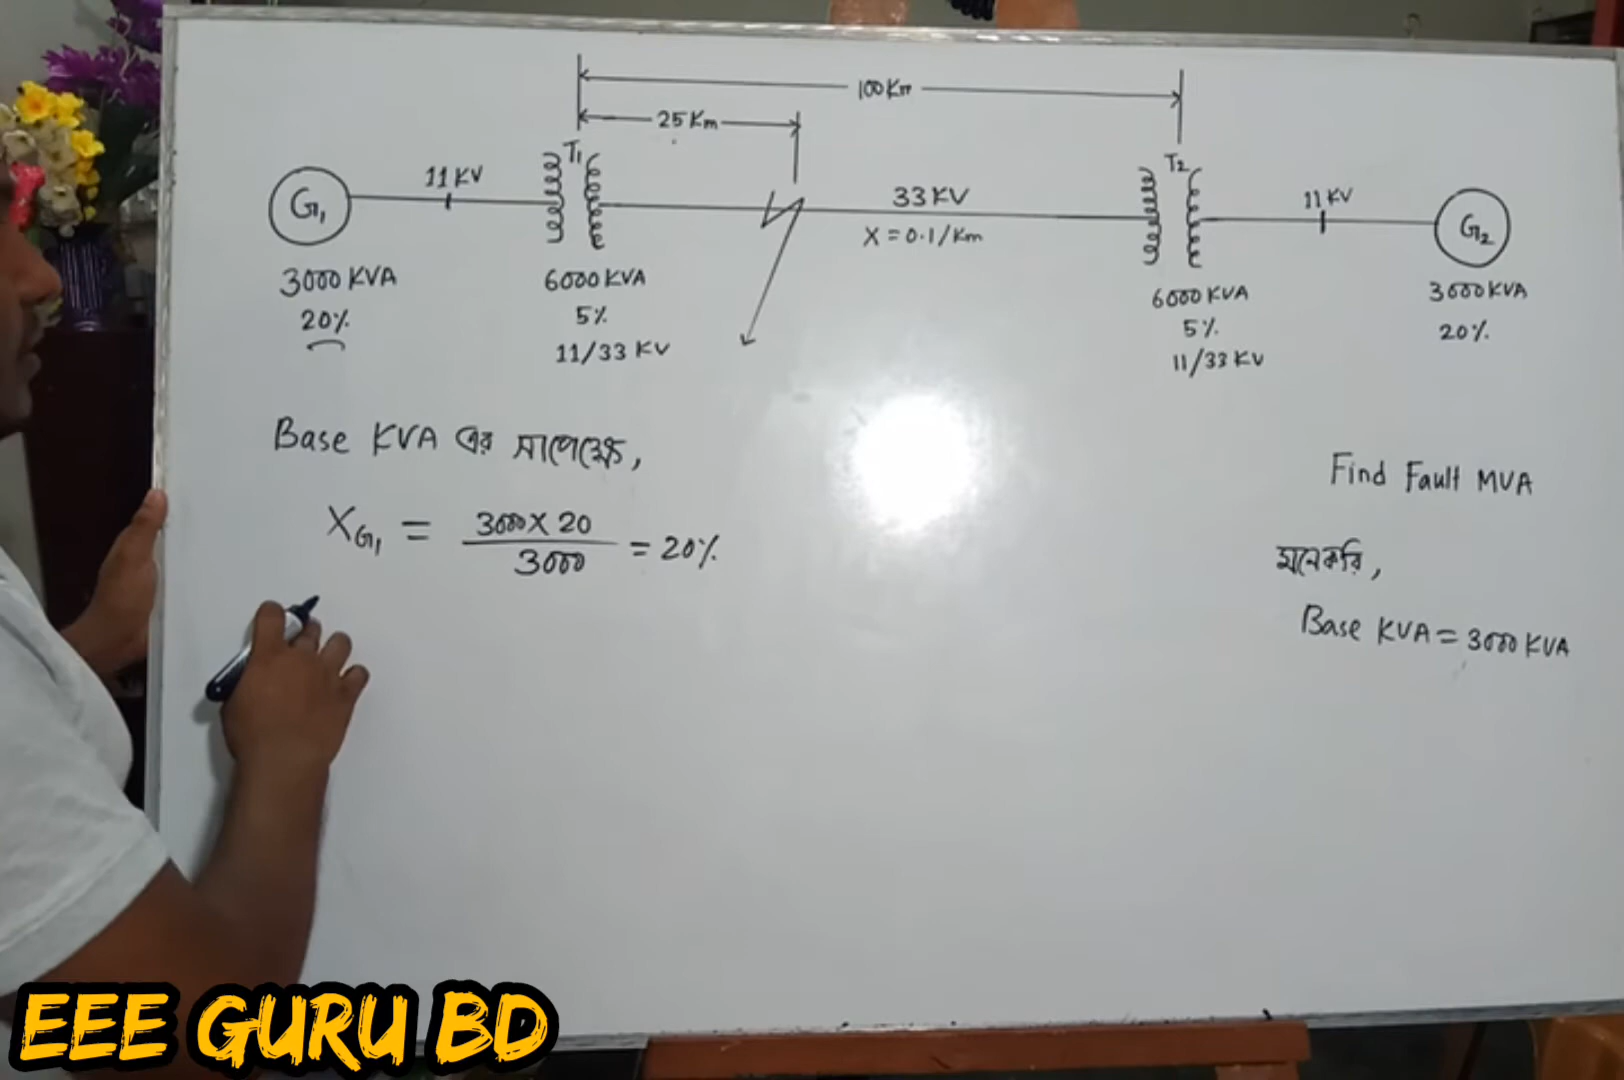 100 Km
25 Km
T1
T2
G1
11 KV
33 KV
X = 0.1/Km
11 KV
G2
3000 KVA
20%
6000 KVA
5%
11/33 KV
6000 KVA
5%
11/33 KV
3000 KVA
20%
Base KVA এর সাপেক্ষে,
XG1 = 3000 X 20 / 3000 = 20%
Find Fault MVA
মনেকরি,
Base KVA = 3000 KVA
EEE GURU BD